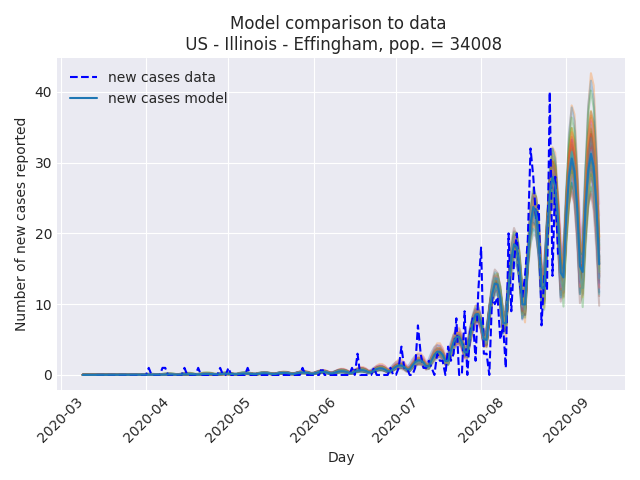 Model comparison to data
US - Illinois - Effingham, pop. = 34008
new cases data
new cases model
Number of new cases reported
40
30
20
10
0
2020-03
2020-04
2020-05
2020-06
2020-07
2020-08
2020-09
Day